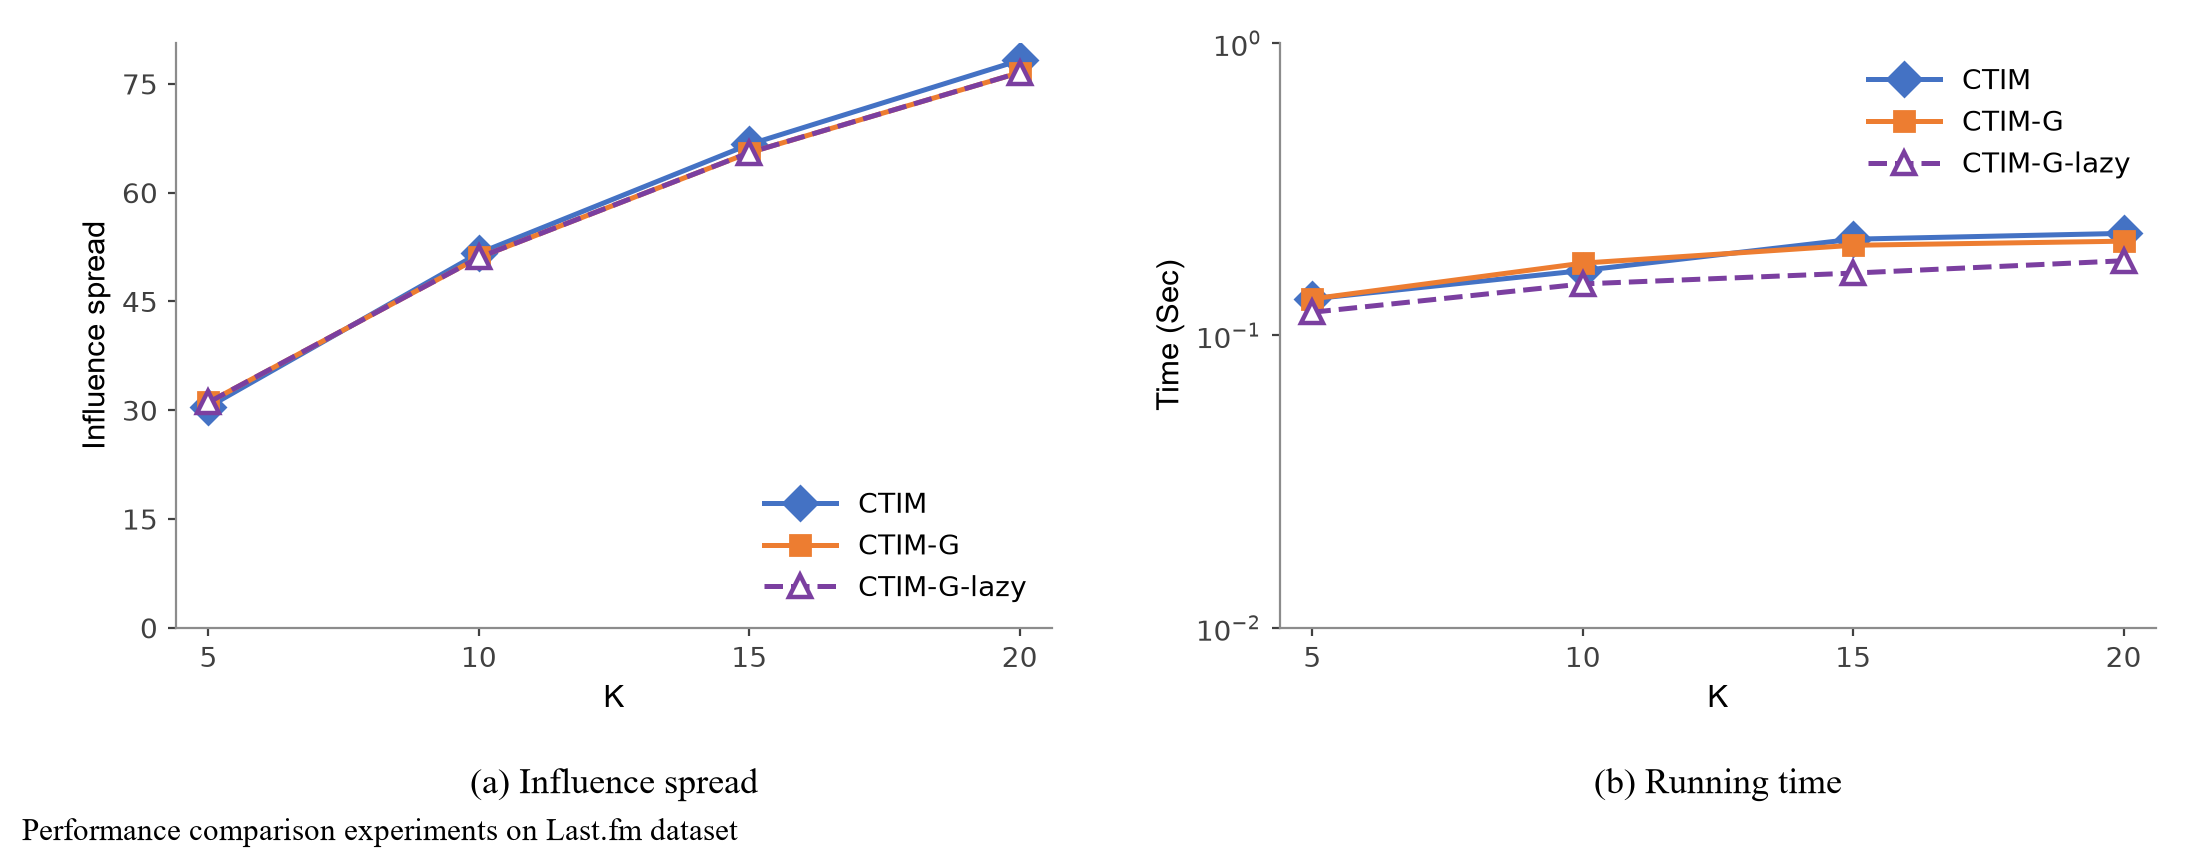 75
60
45
30
15
0
Influence spread
5 10 15 20
K
CTIM
CTIM-G
CTIM-G-lazy
(a) Influence spread
10⁰
10⁻¹
10⁻²
Time (Sec)
5 10 15 20
K
CTIM
CTIM-G
CTIM-G-lazy
(b) Running time
Performance comparison experiments on Last.fm dataset